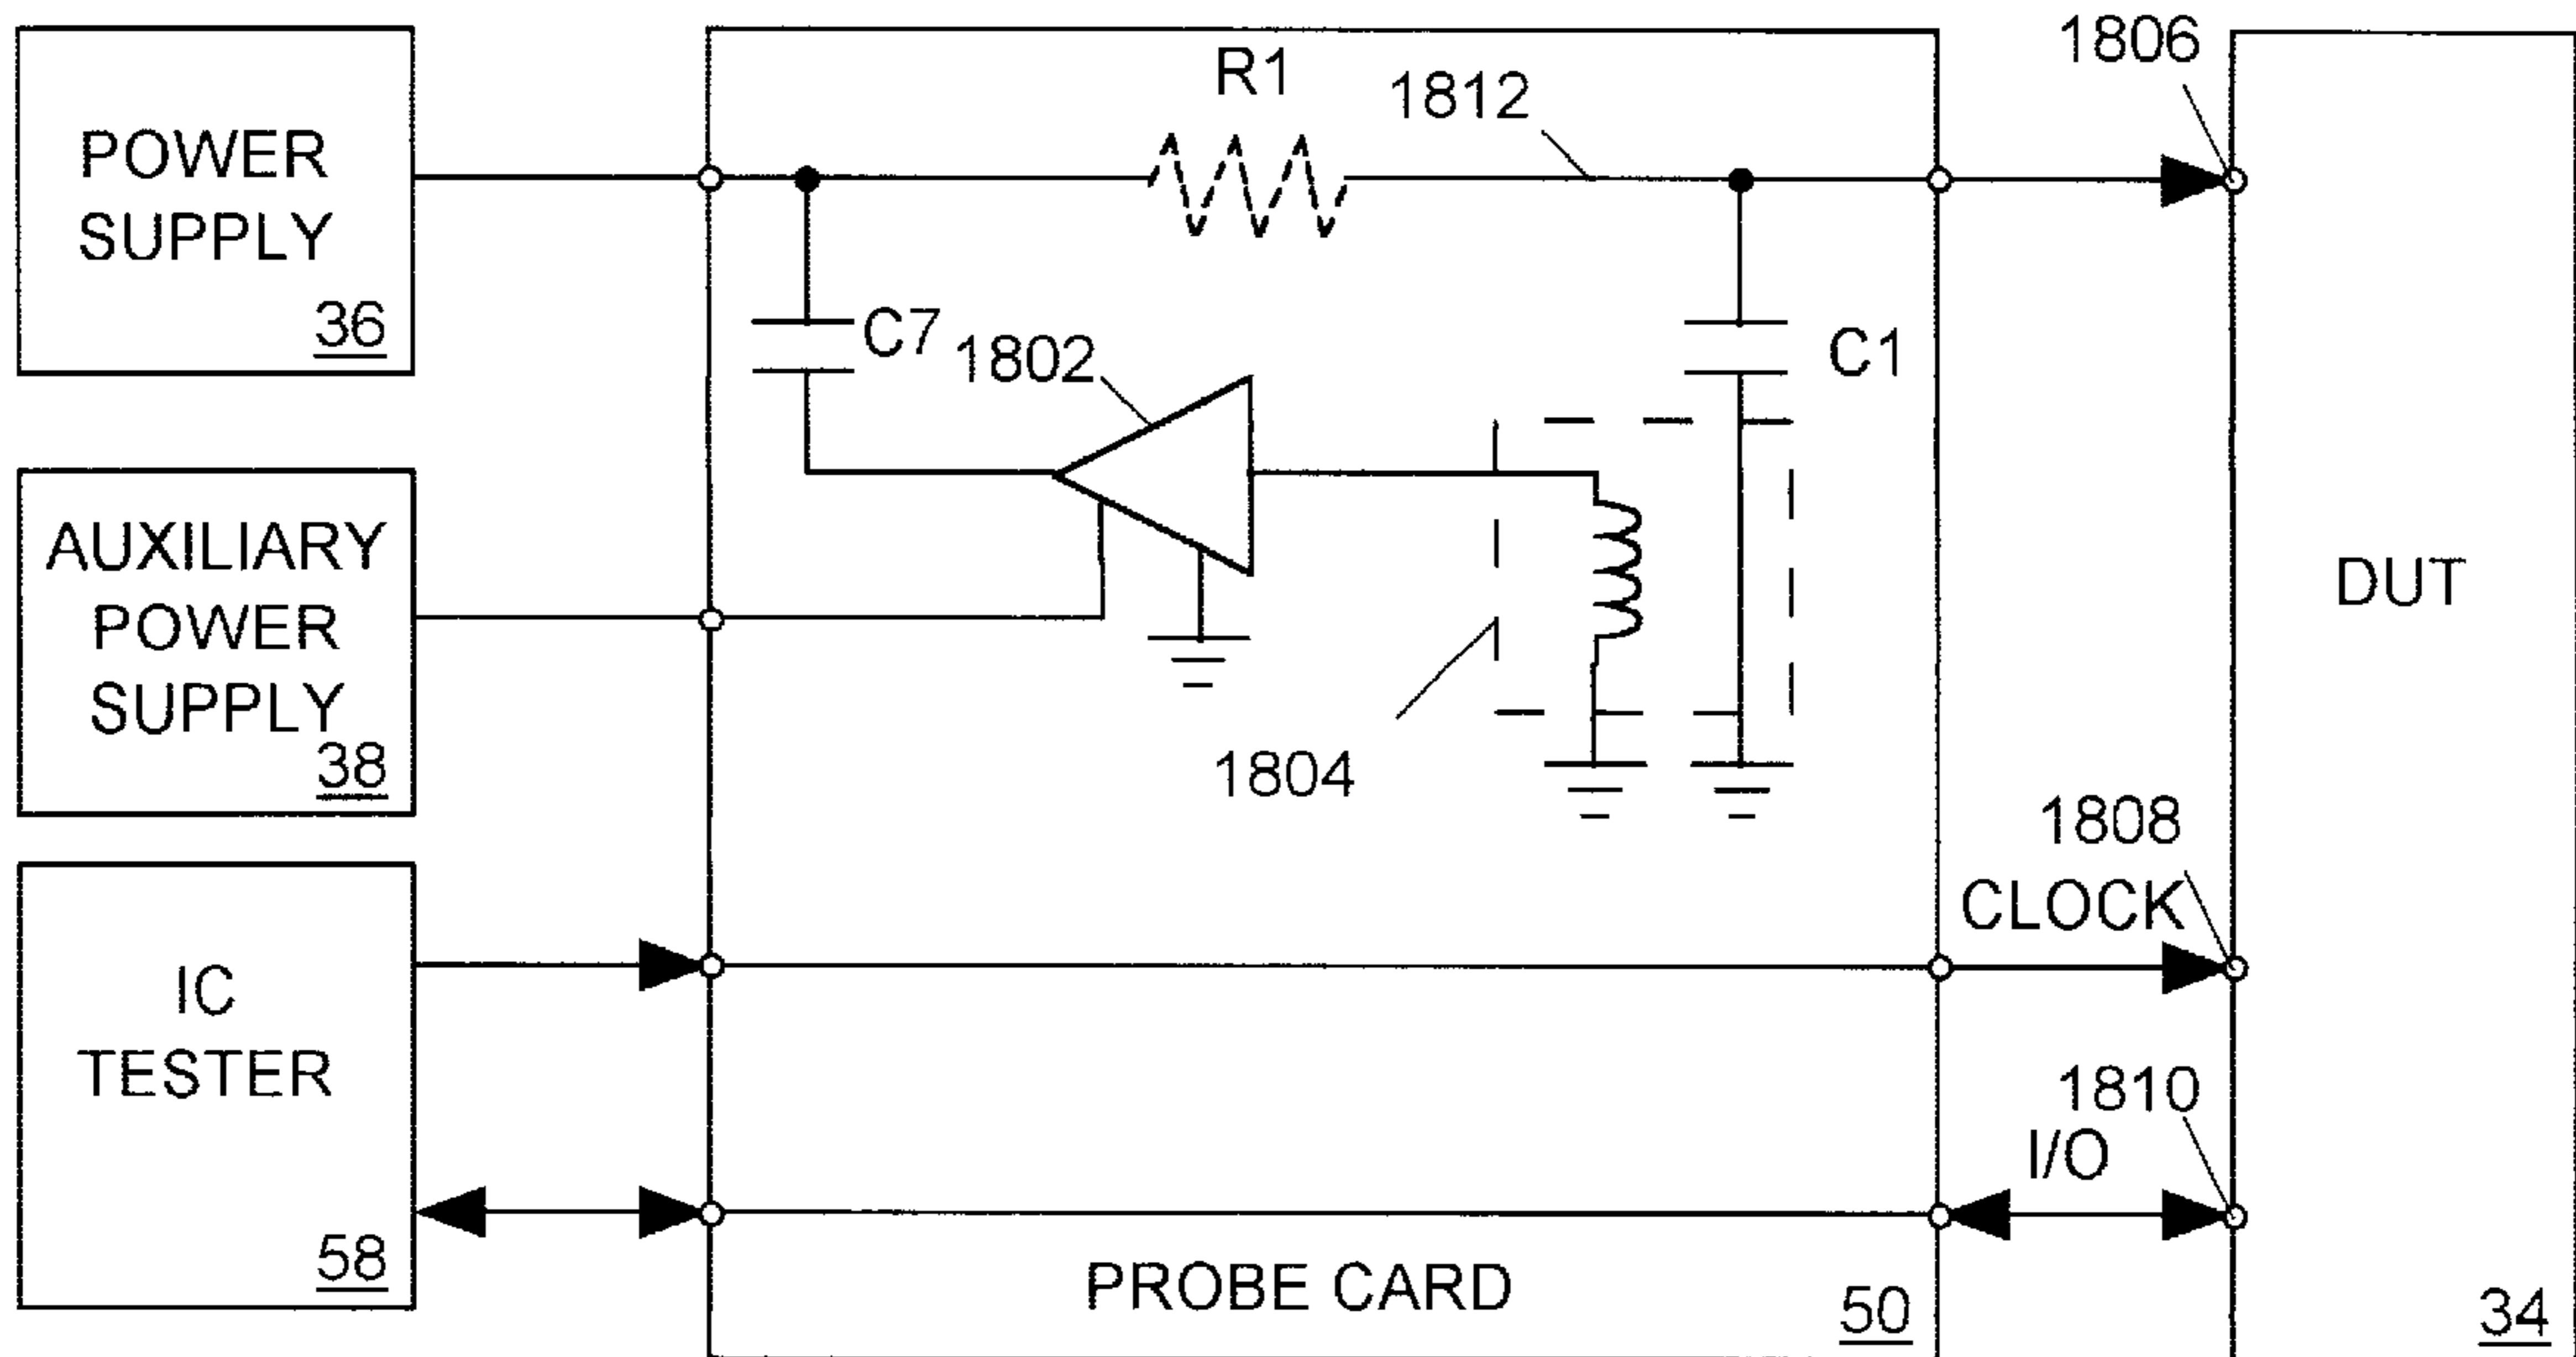 POWER
SUPPLY
36
AUXILIARY
POWER
SUPPLY
38
IC
TESTER
58
R1
1812
C7
1802
C1
1804
PROBE CARD
50
1806
1808
CLOCK
1810
I/O
DUT
34